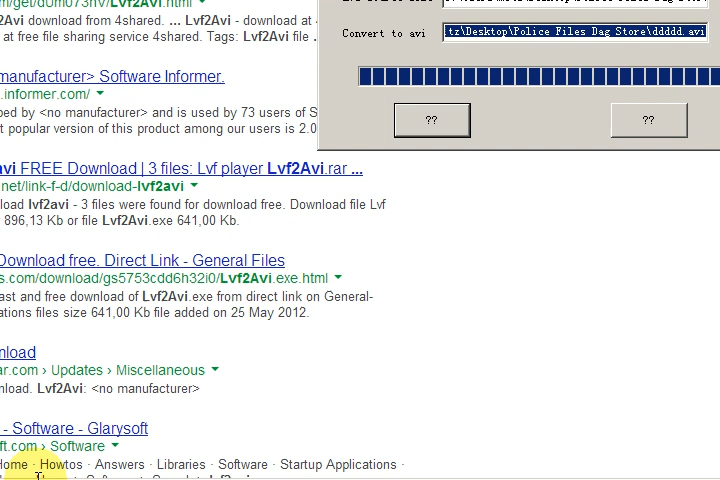 Lvf2Avi.html
Avi download from 4shared. ... Lvf2Avi - download at 4
at free file sharing service 4shared. Tags: Lvf2Avi file .
Convert to avi
tz\Desktop\Police Files Dag Store\ddddd.avi
??
??
manufacturer> Software Informer.
.informer.com/
ped by <no manufacturer> and is used by 73 users of S
t popular version of this product among our users is 2.0
avi FREE Download | 3 files: Lvf player Lvf2Avi.rar ...
net/link-f-d/download-lvf2avi
load lvf2avi - 3 files were found for download free. Download file Lvf
896,13 Kb or file Lvf2Avi.exe 641,00 Kb.
Download free. Direct Link - General Files
s.com/download/gs5753cdd6h32i0/Lvf2Avi.exe.html
ast and free download of Lvf2Avi.exe from direct link on General-
ations files size 641,00 Kb file added on 25 May 2012.
nload
ar.com › Updates › Miscellaneous
nload. Lvf2Avi: <no manufacturer>
- Software - Glarysoft
ft.com › Software
Home · Howtos · Answers · Libraries · Software · Startup Applications ·